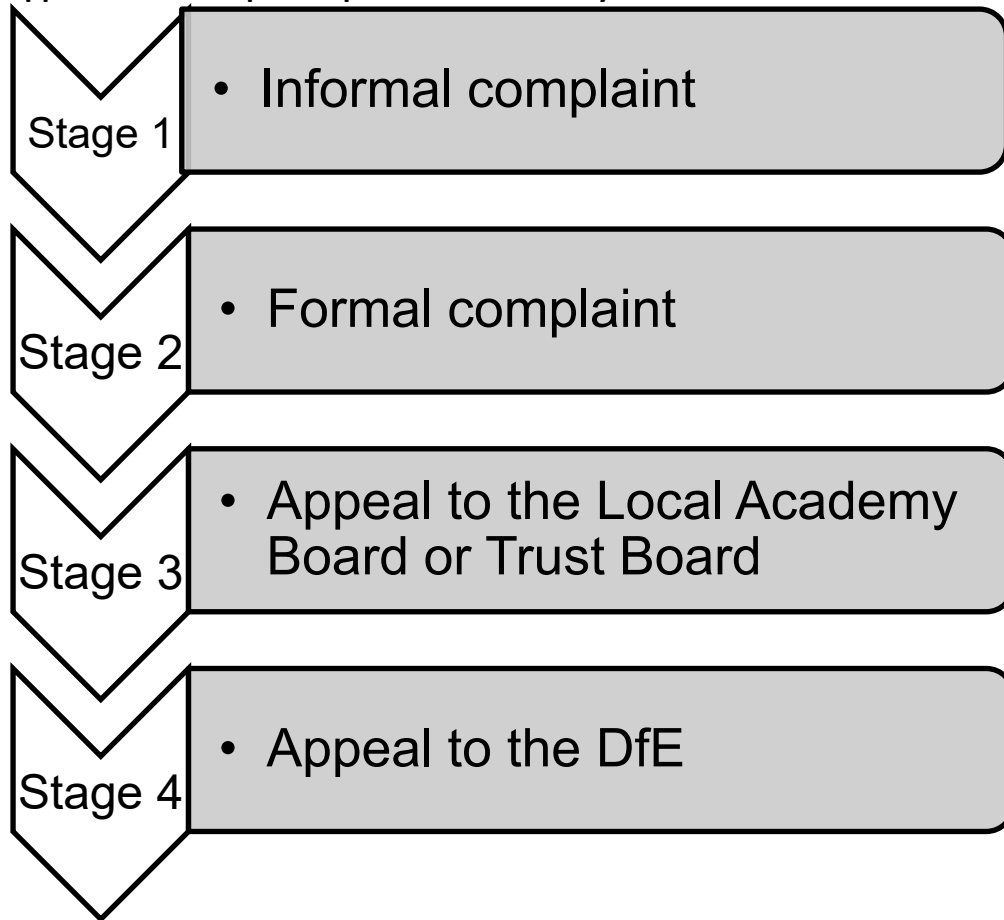 Stage 1
• Informal complaint
Stage 2
• Formal complaint
Stage 3
• Appeal to the Local Academy
Board or Trust Board
Stage 4
• Appeal to the DfE